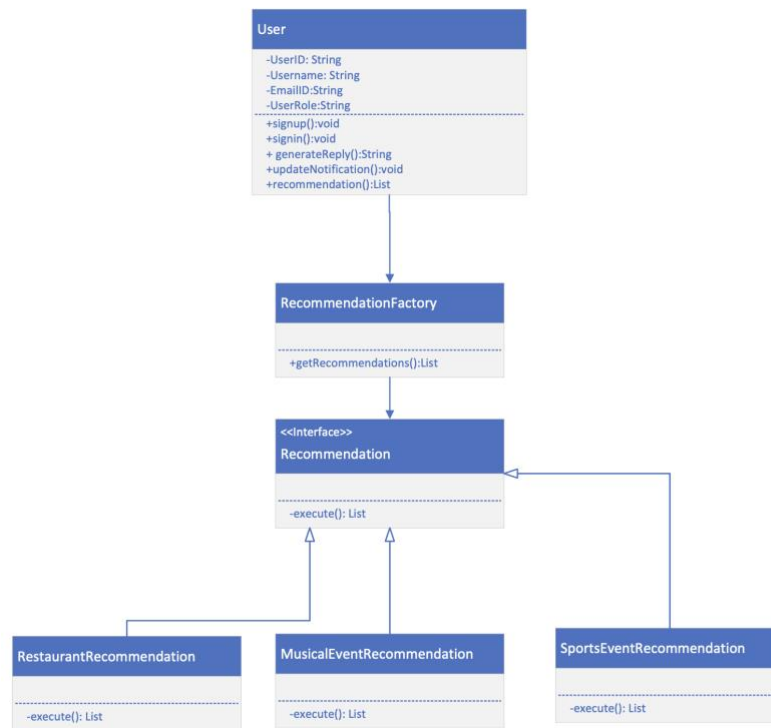 User
-UserID: String
-Username: String
-EmailID:String
-UserRole:String
+signup():void
+signin():void
+ generateReply():String
+updateNotification():void
+recommendation():List
RecommendationFactory
+getRecommendations():List
<<Interface>>
Recommendation
-execute(): List
RestaurantRecommendation
-execute(): List
MusicalEventRecommendation
-execute(): List
SportsEventRecommendation
-execute(): List